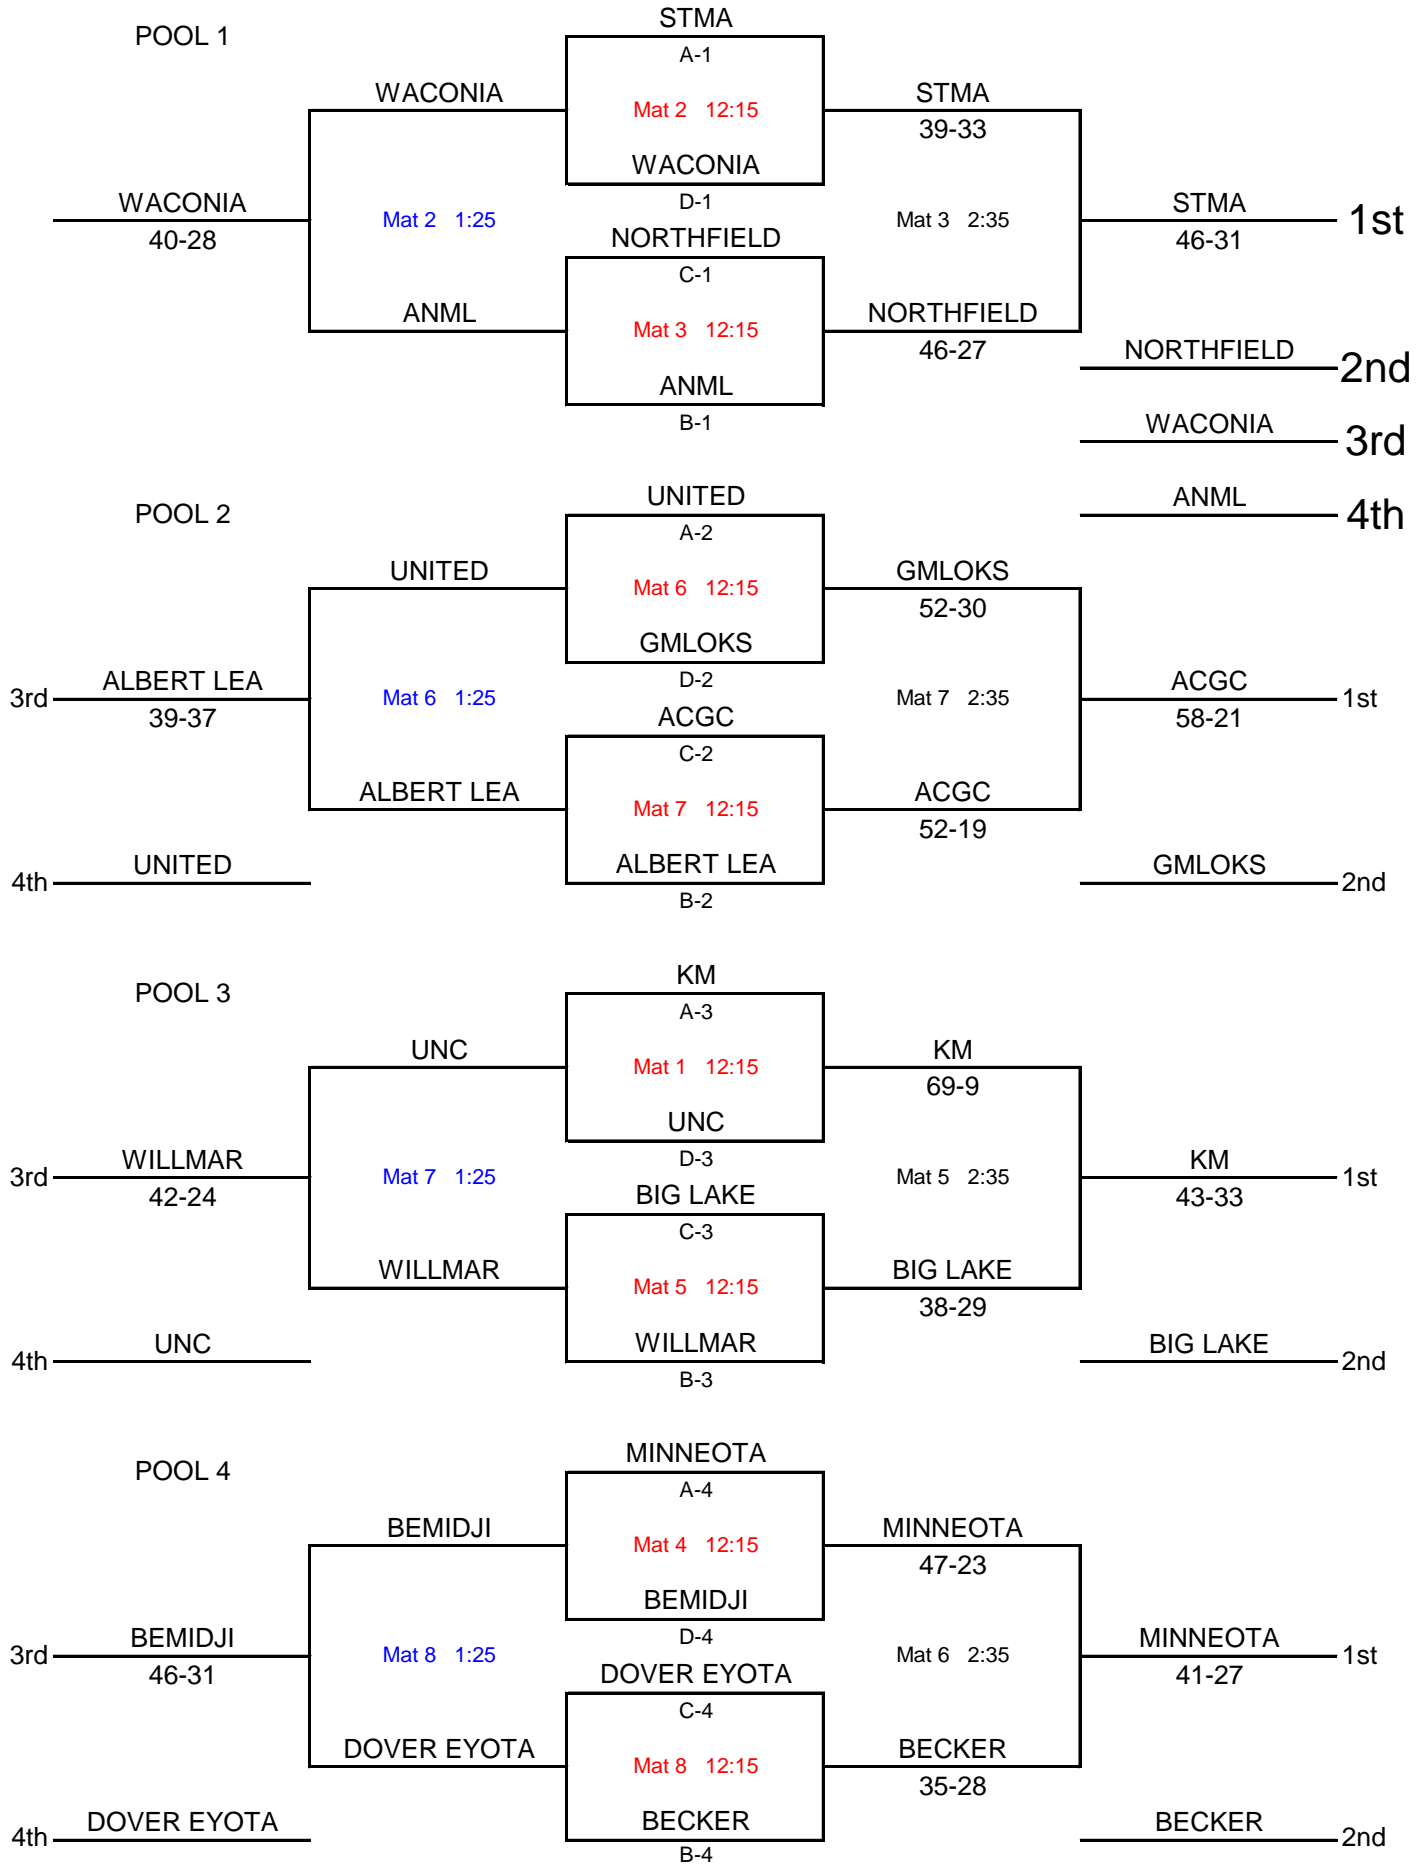 STMA
POOL 1
A-1
WACONIA
Mat 2 12:15
STMA
39-33
WACONIA
D-1
WACONIA
40-28
Mat 2 1:25
Mat 3 2:35
STMA
46-31
1st
NORTHFIELD
C-1
ANML
Mat 3 12:15
NORTHFIELD
46-27
NORTHFIELD
2nd
ANML
B-1
WACONIA
3rd
UNITED
ANML
4th
POOL 2
A-2
UNITED
Mat 6 12:15
GMLOKS
52-30
GMLOKS
D-2
3rd
ALBERT LEA
39-37
Mat 6 1:25
Mat 7 2:35
ACGC
58-21
1st
ACGC
C-2
ALBERT LEA
Mat 7 12:15
ACGC
52-19
4th
UNITED
ALBERT LEA
B-2
GMLOKS
2nd
KM
POOL 3
A-3
UNC
Mat 1 12:15
KM
69-9
UNC
D-3
3rd
WILLMAR
42-24
Mat 7 1:25
Mat 5 2:35
KM
43-33
1st
BIG LAKE
C-3
WILLMAR
Mat 5 12:15
BIG LAKE
38-29
4th
UNC
WILLMAR
B-3
BIG LAKE
2nd
MINNEOTA
POOL 4
A-4
BEMIDJI
Mat 4 12:15
MINNEOTA
47-23
BEMIDJI
D-4
3rd
BEMIDJI
46-31
Mat 8 1:25
Mat 6 2:35
MINNEOTA
41-27
1st
DOVER EYOTA
C-4
DOVER EYOTA
Mat 8 12:15
BECKER
35-28
4th
DOVER EYOTA
BECKER
B-4
BECKER
2nd